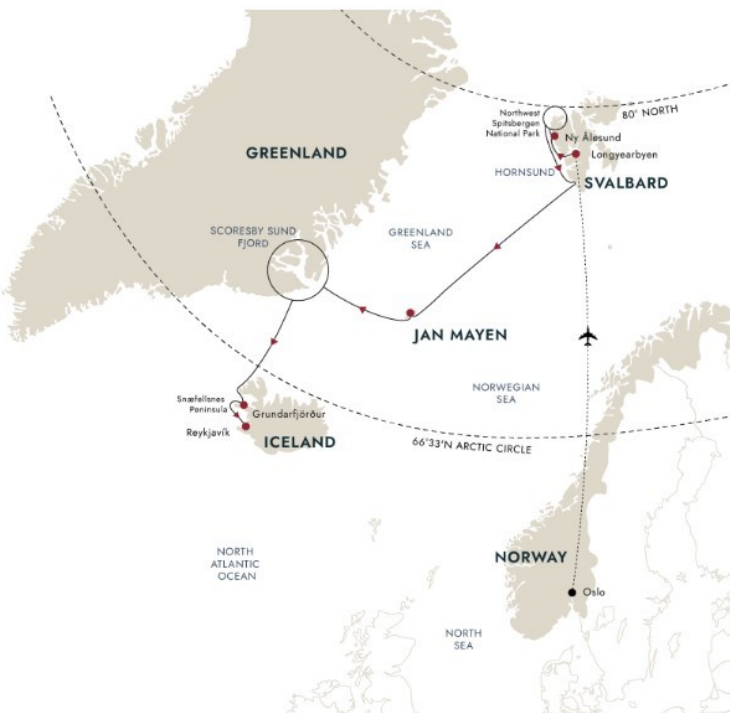 80° NORTH
Northwest
Spitsbergen
National Park
Ny Ålesund
Longyearbyen
GREENLAND
HORNSUND
SVALBARD
SCORESBY SUND
FJORD
GREENLAND
SEA
JAN MAYEN
NORWEGIAN
SEA
Snæfellsnes
Peninsula
Grundarfjörður
Reykjavík
ICELAND
66°33'N ARCTIC CIRCLE
NORTH
ATLANTIC
OCEAN
NORWAY
Oslo
NORTH
SEA